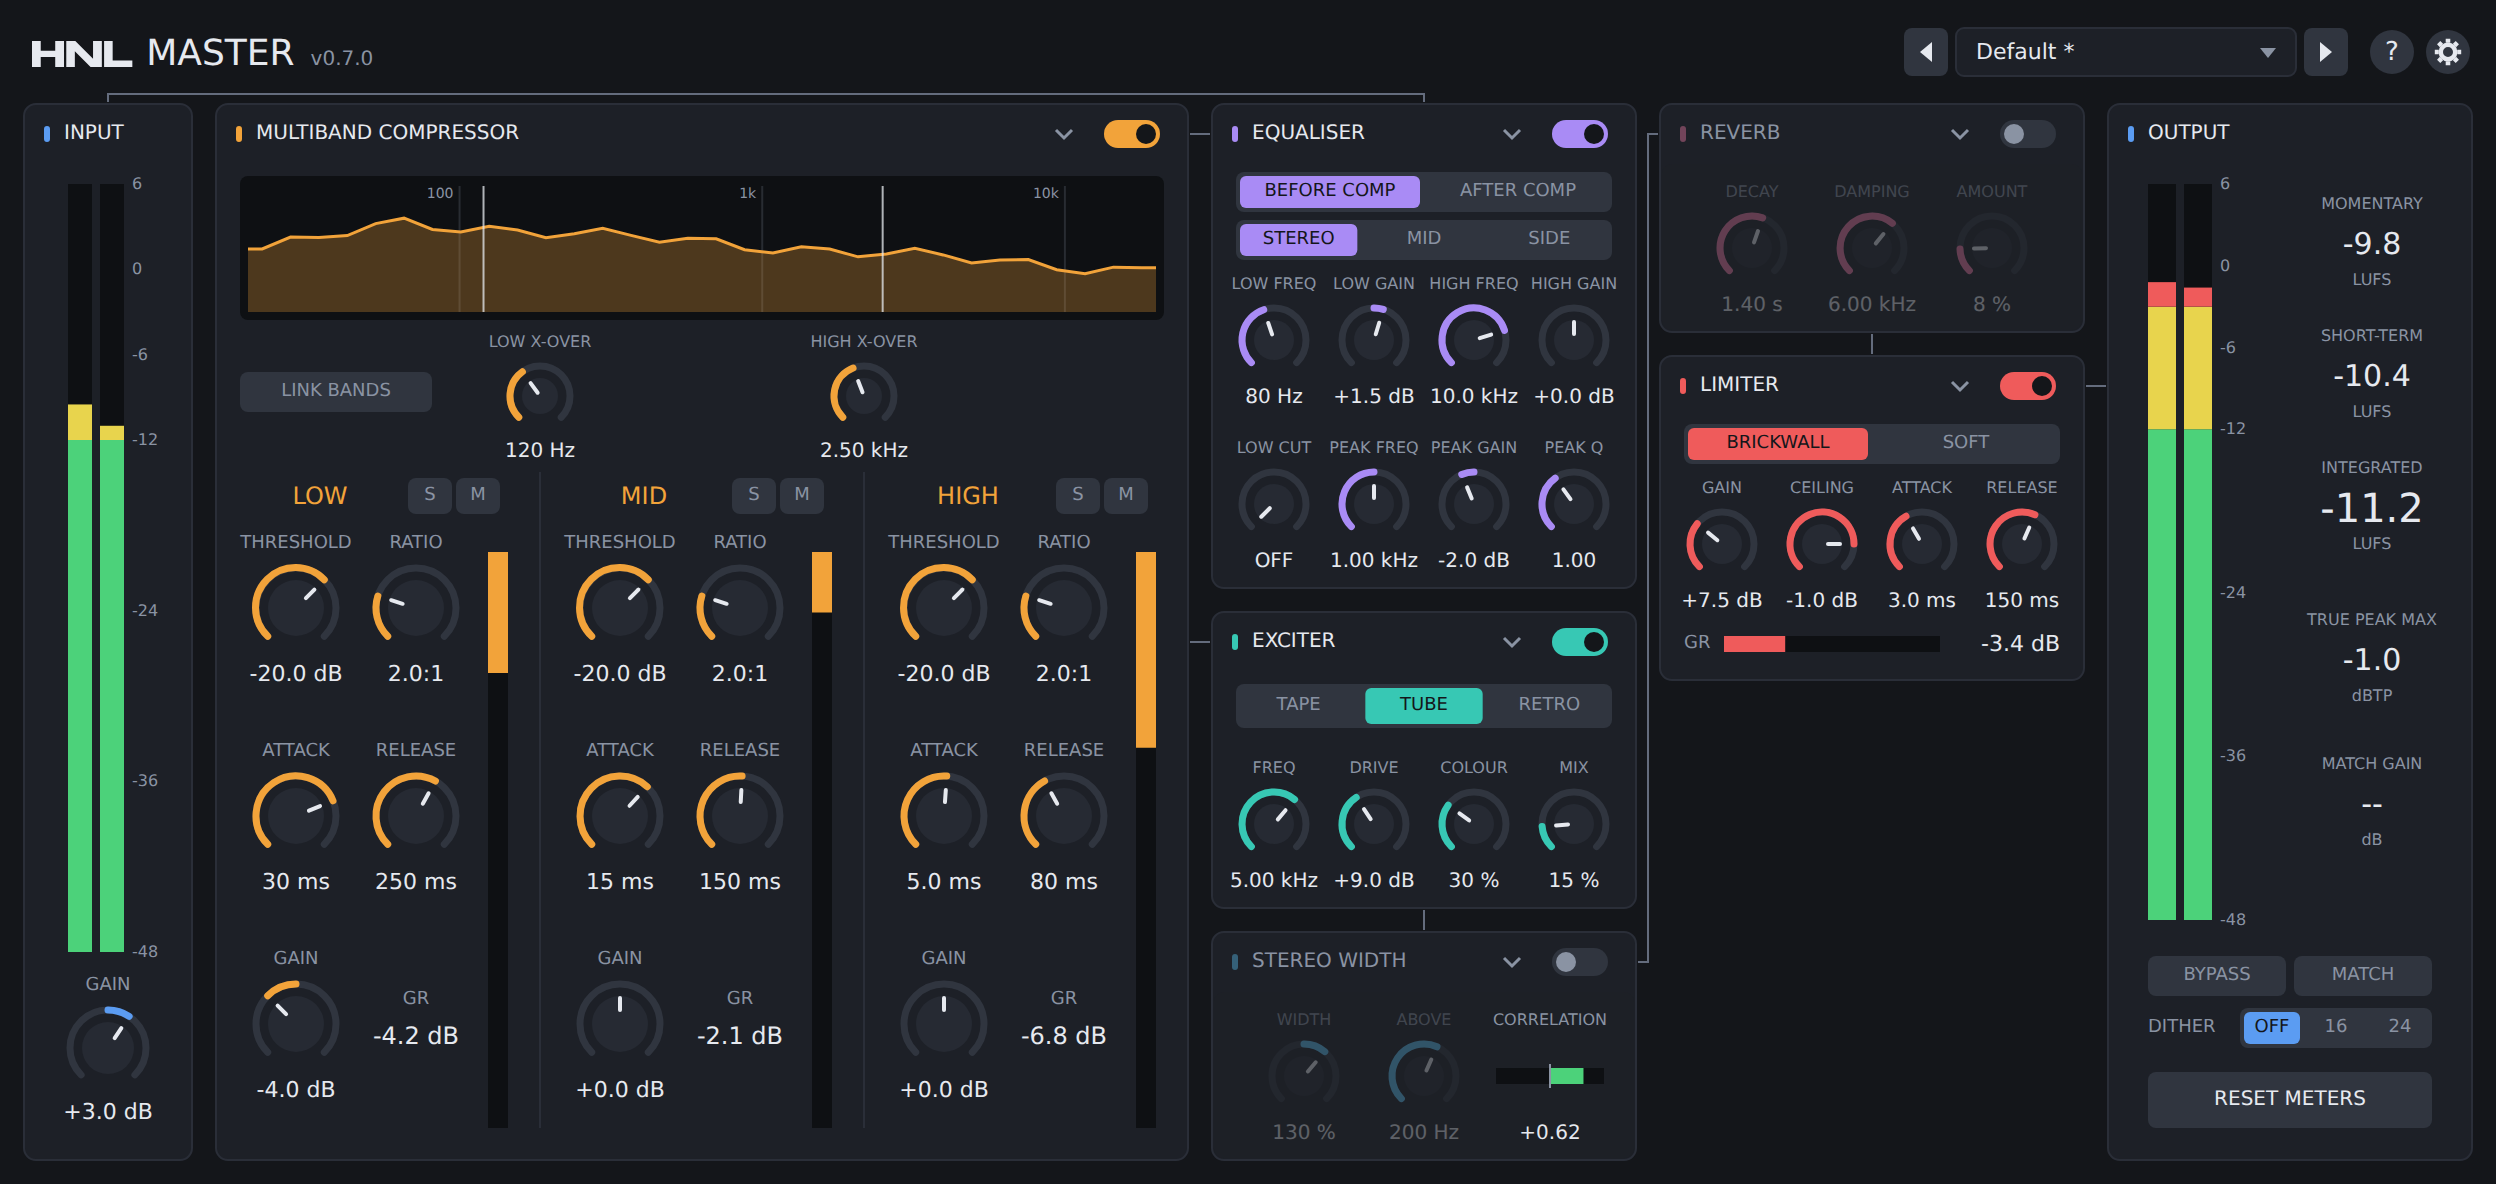 HNL MASTER v0.7.0
Default *
?
INPUT
6
0
-6
-12
-24
-36
-48
GAIN
+3.0 dB
MULTIBAND COMPRESSOR
100 1k 10k
LOW X-OVER HIGH X-OVER
LINK BANDS
120 Hz 2.50 kHz
LOW S M
THRESHOLD RATIO
-20.0 dB 2.0:1
ATTACK RELEASE
30 ms 250 ms
GAIN
GR
-4.2 dB
-4.0 dB
MID S M
THRESHOLD RATIO
-20.0 dB 2.0:1
ATTACK RELEASE
15 ms 150 ms
GAIN
GR
-2.1 dB
+0.0 dB
HIGH S M
THRESHOLD RATIO
-20.0 dB 2.0:1
ATTACK RELEASE
5.0 ms 80 ms
GAIN
GR
-6.8 dB
+0.0 dB
EQUALISER
BEFORE COMP AFTER COMP
STEREO MID SIDE
LOW FREQ LOW GAIN HIGH FREQ HIGH GAIN
80 Hz +1.5 dB 10.0 kHz +0.0 dB
LOW CUT PEAK FREQ PEAK GAIN PEAK Q
OFF 1.00 kHz -2.0 dB 1.00
EXCITER
TAPE TUBE RETRO
FREQ DRIVE COLOUR MIX
5.00 kHz +9.0 dB 30 % 15 %
STEREO WIDTH
WIDTH ABOVE CORRELATION
130 % 200 Hz +0.62
REVERB
DECAY DAMPING AMOUNT
1.40 s 6.00 kHz 8 %
LIMITER
BRICKWALL SOFT
GAIN CEILING ATTACK RELEASE
+7.5 dB -1.0 dB 3.0 ms 150 ms
GR -3.4 dB
OUTPUT
6
0
-6
-12
-24
-36
-48
MOMENTARY
-9.8
LUFS
SHORT-TERM
-10.4
LUFS
INTEGRATED
-11.2
LUFS
TRUE PEAK MAX
-1.0
dBTP
MATCH GAIN
--
dB
BYPASS MATCH
DITHER OFF 16 24
RESET METERS